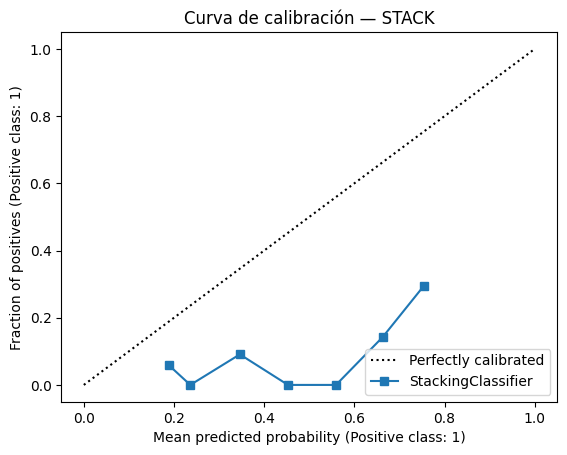 Curva de calibración — STACK
Fraction of positives (Positive class: 1)
1.0
0.8
0.6
0.4
0.2
0.0
0.0 0.2 0.4 0.6 0.8 1.0
Mean predicted probability (Positive class: 1)
Perfectly calibrated
StackingClassifier